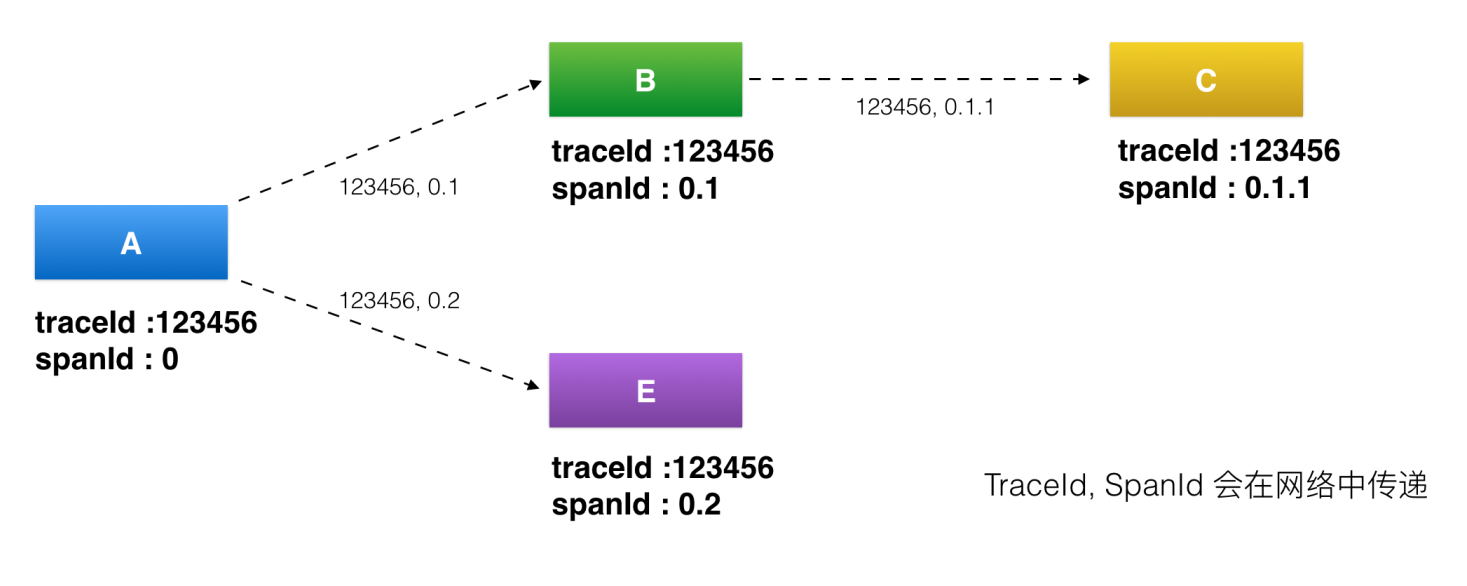 B
C
123456, 0.1.1
traceId :123456
spanId : 0.1
traceId :123456
spanId : 0.1.1
123456, 0.1
A
123456, 0.2
traceId :123456
spanId : 0
E
traceId :123456
spanId : 0.2
TraceId, SpanId 会在网络中传递